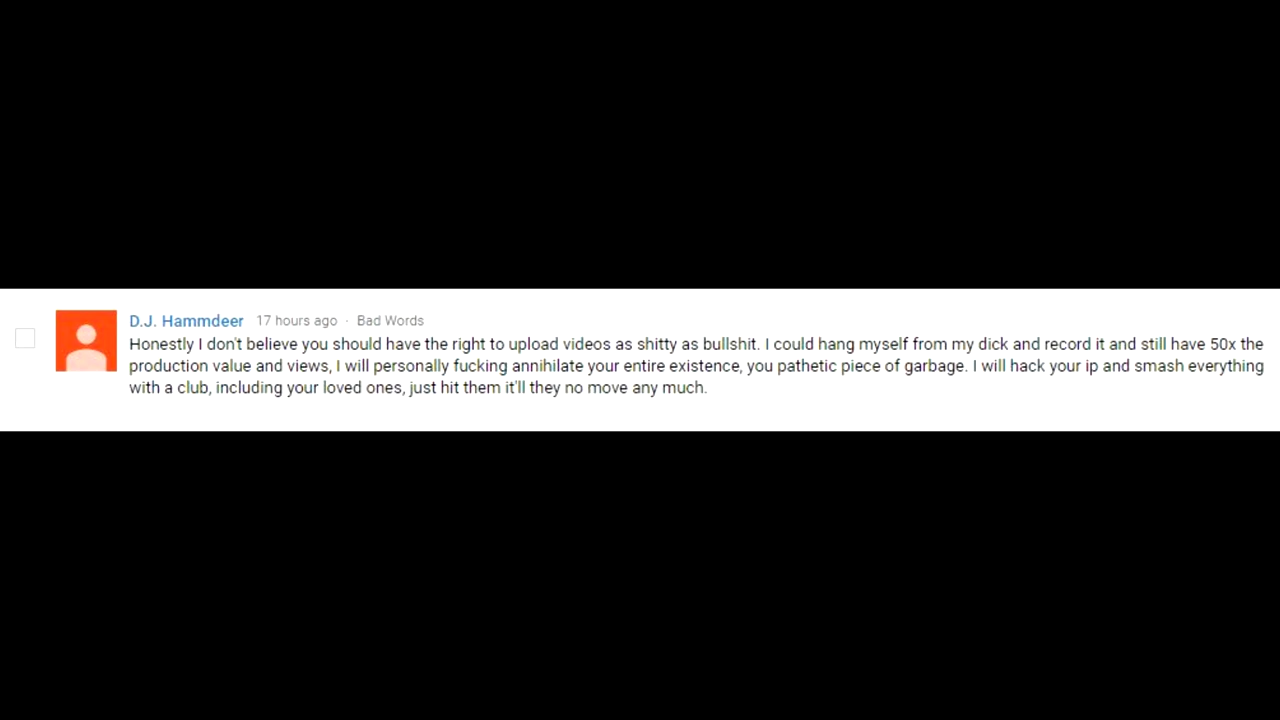 D.J. Hammdeer 17 hours ago · Bad Words
Honestly I don't believe you should have the right to upload videos as shitty as bullshit. I could hang myself from my dick and record it and still have 50x the
production value and views, I will personally fucking annihilate your entire existence, you pathetic piece of garbage. I will hack your ip and smash everything
with a club, including your loved ones, just hit them it'll they no move any much.